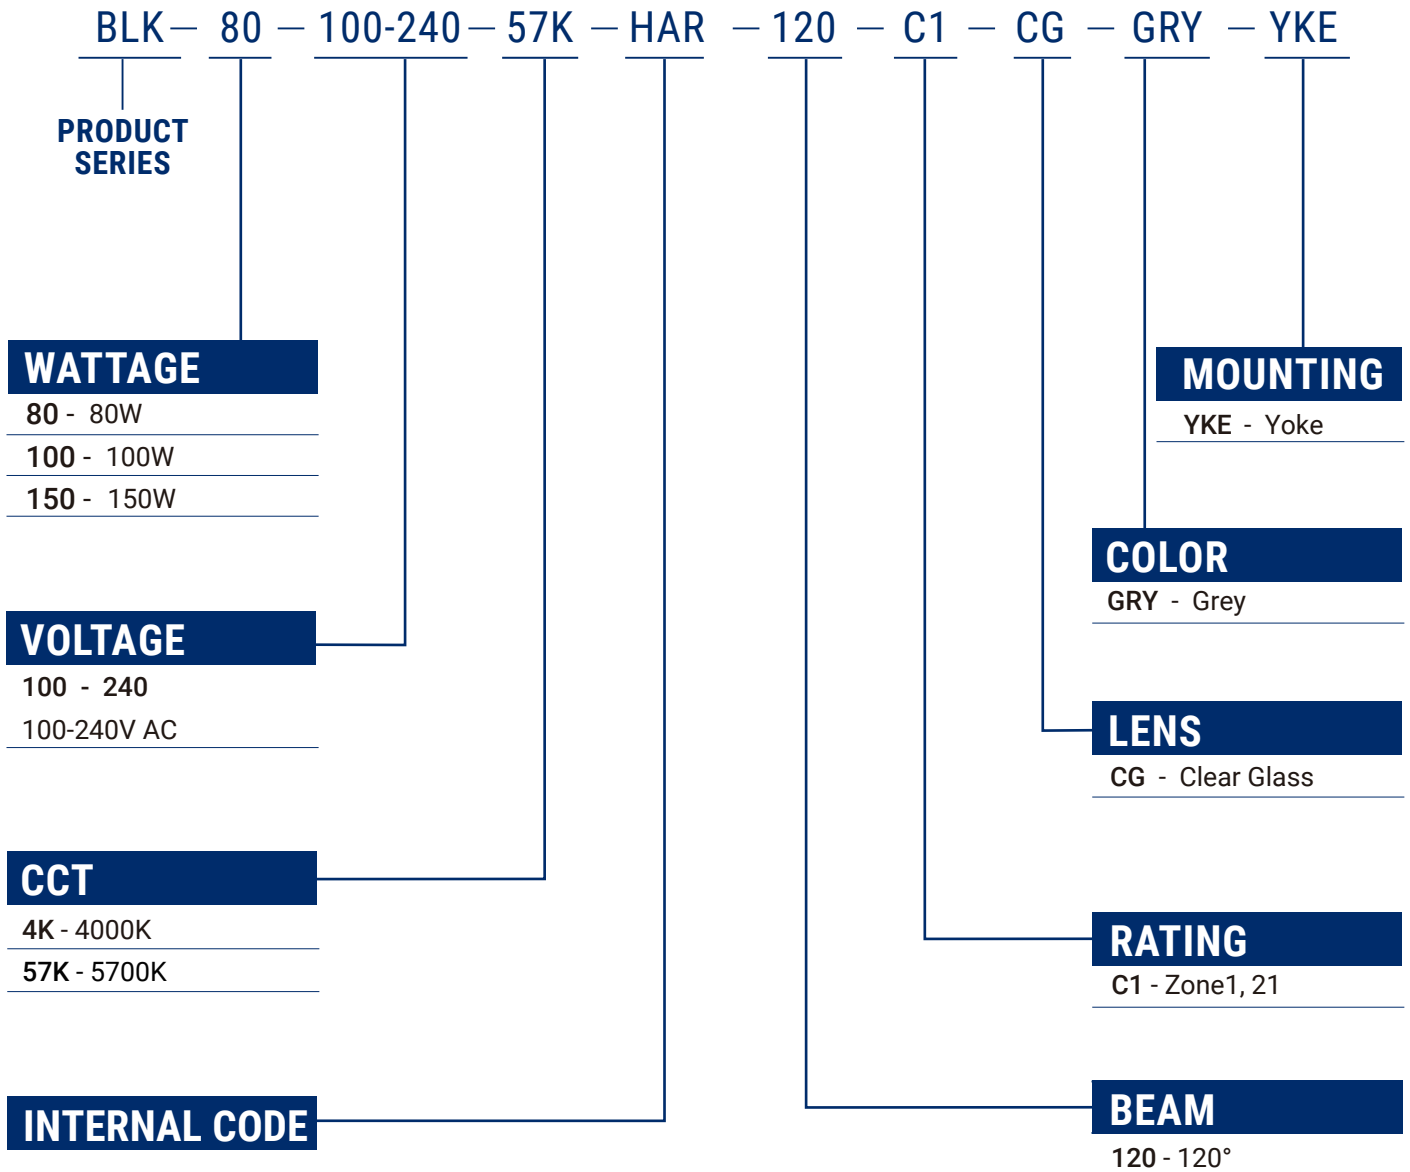 BLK — 80 — 100-240 — 57K — HAR — 120 — C1 — CG — GRY — YKE
PRODUCT
SERIES
WATTAGE
80 - 80W
100 - 100W
150 - 150W
VOLTAGE
100 - 240
100-240V AC
CCT
4K - 4000K
57K - 5700K
INTERNAL CODE
MOUNTING
YKE - Yoke
COLOR
GRY - Grey
LENS
CG - Clear Glass
RATING
C1 - Zone1, 21
BEAM
120 - 120°